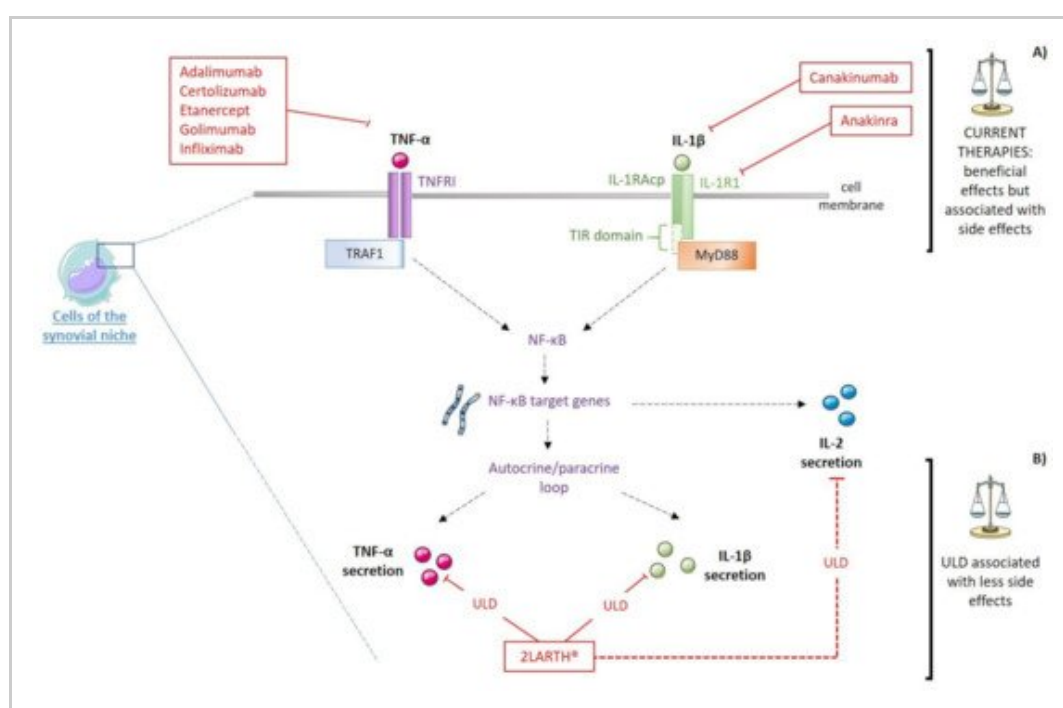 A)
Adalimumab
Certolizumab
Etanercept
Golimumab
Infliximab
Canakinumab
Anakinra
TNF-α
IL-1β
TNFRI
IL-1RAcp
IL-1R1
cell
membrane
CURRENT
THERAPIES:
beneficial
effects but
associated with
side effects
TIR domain
TRAF1
MyD88
Cells of the
synovial niche
NF-κB
NF-κB target genes
IL-2
secretion
Autocrine/paracrine
loop
B)
TNF-α
secretion
IL-1β
secretion
ULD
ULD
ULD
ULD associated
with less side
effects
2LARTH®